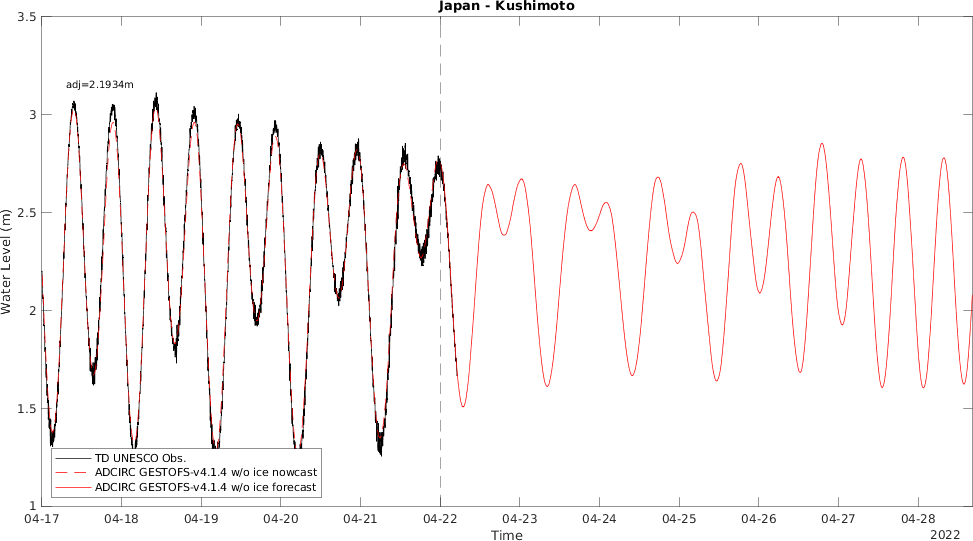 Japan - Kushimoto
adj=2.1934m
Water Level (m)
3.5
3
2.5
2
1.5
1
TD UNESCO Obs.
ADCIRC GESTOFS-v4.1.4 w/o ice nowcast
ADCIRC GESTOFS-v4.1.4 w/o ice forecast
04-17 04-18 04-19 04-20 04-21 04-22 04-23 04-24 04-25 04-26 04-27 04-28
Time
2022